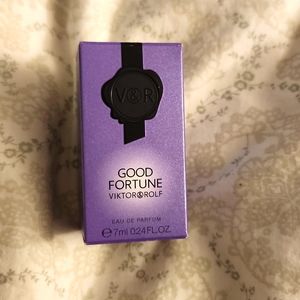 V&R
GOOD
FORTUNE
VIKTOR&ROLF
EAU DE PARFUM
℮ 7ml 0.24FL.OZ.